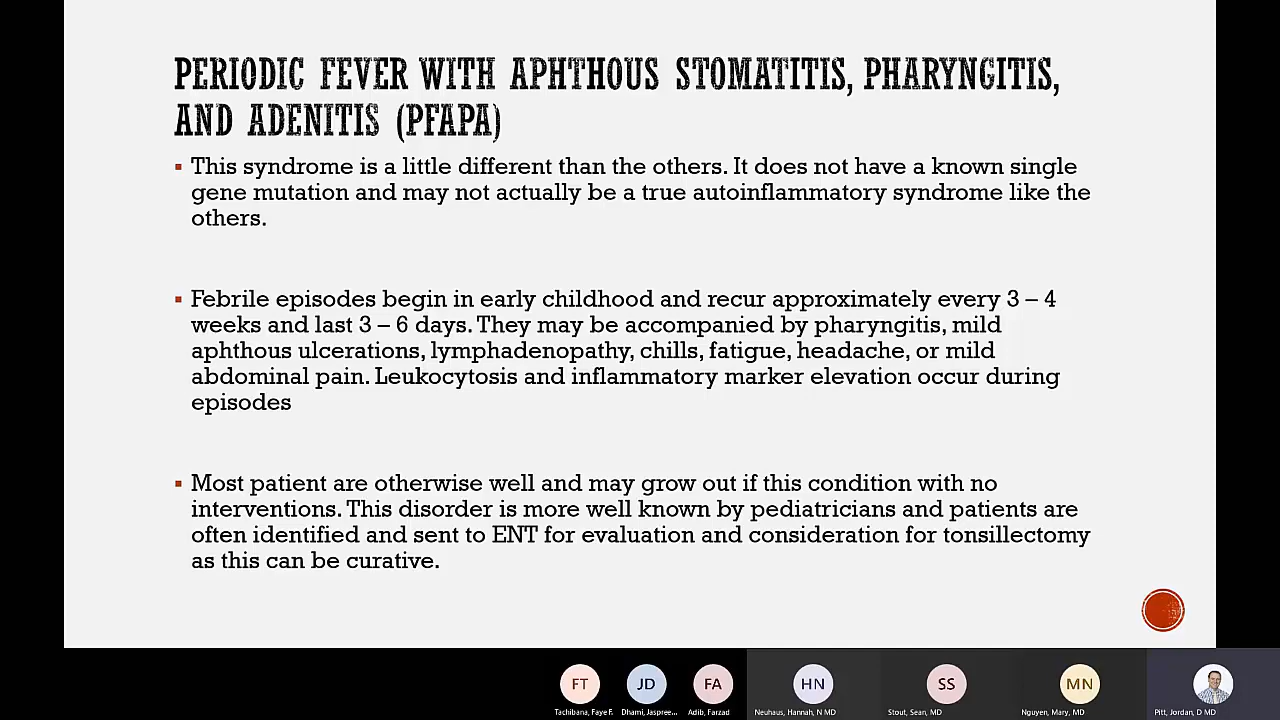 PERIODIC FEVER WITH APHTHOUS STOMATITIS, PHARYNGITIS,
AND ADENITIS (PFAPA)
▪ This syndrome is a little different than the others. It does not have a known single
gene mutation and may not actually be a true autoinflammatory syndrome like the
others.
▪ Febrile episodes begin in early childhood and recur approximately every 3 – 4
weeks and last 3 – 6 days. They may be accompanied by pharyngitis, mild
aphthous ulcerations, lymphadenopathy, chills, fatigue, headache, or mild
abdominal pain. Leukocytosis and inflammatory marker elevation occur during
episodes
▪ Most patient are otherwise well and may grow out if this condition with no
interventions. This disorder is more well known by pediatricians and patients are
often identified and sent to ENT for evaluation and consideration for tonsillectomy
as this can be curative.
FT JD FA HN SS MN
Tachibana, Faye F. Dhami, Jaspree... Adib, Farzad Neuhaus, Hannah, N MD Stout, Sean, MD Nguyen, Mary, MD Pitt, Jordan, D MD